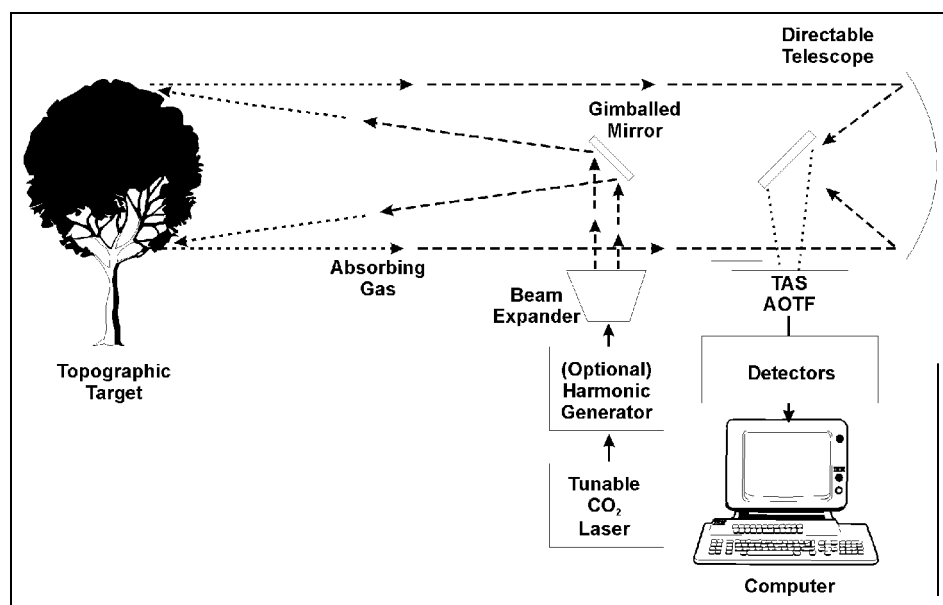 Directable
Telescope
Gimballed
Mirror
Absorbing
Gas
Beam
Expander
TAS
AOTF
Topographic
Target
(Optional)
Harmonic
Generator
Detectors
Tunable
CO₂
Laser
Computer